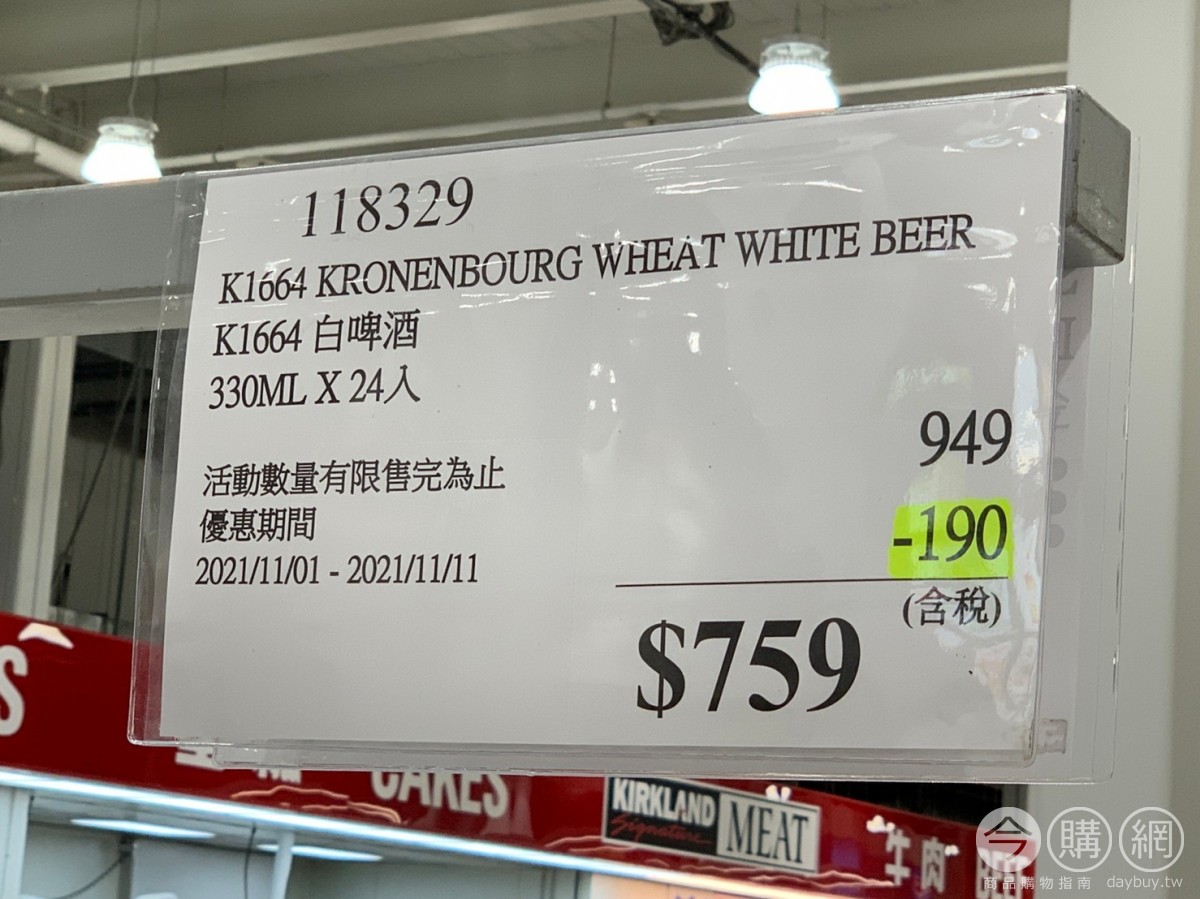 118329
K1664 KRONENBOURG WHEAT WHITE BEER
K1664 白啤酒
330ML X 24入
949
活動數量有限售完為止
-190
優惠期間
2021/11/01 - 2021/11/11
(含稅)
$759
S
CAKES
KIRKLAND
Signature
MEAT
牛肉
BEEF
今購網
商品購物指南 daybuy.tw